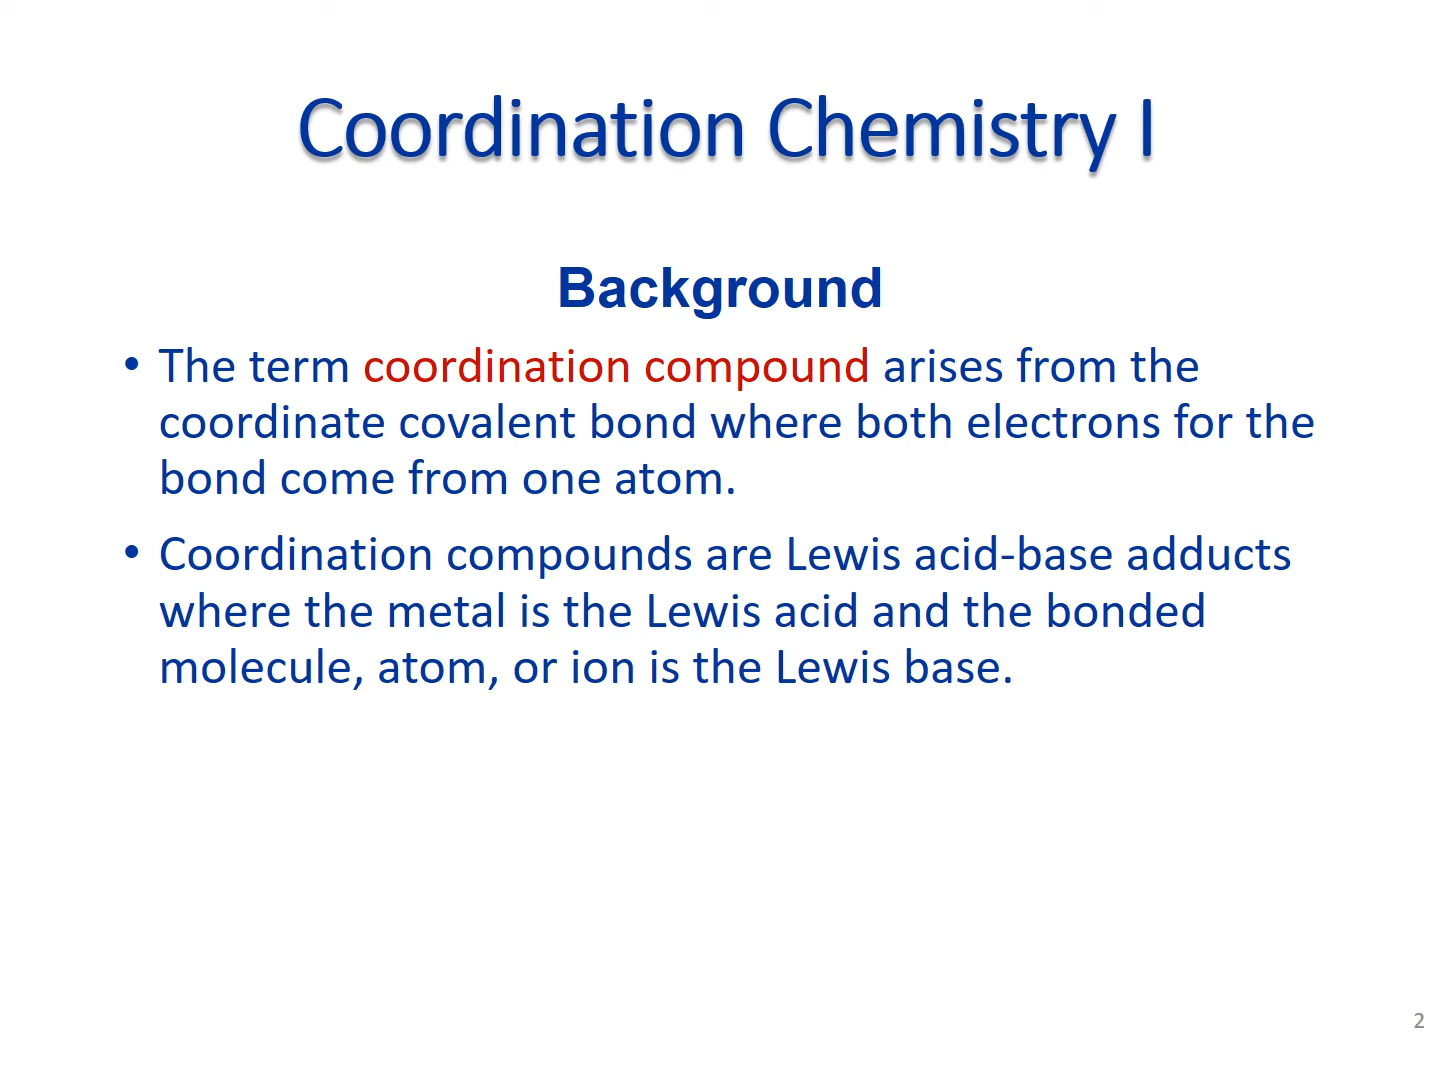 Coordination Chemistry I
Background
• The term coordination compound arises from the
coordinate covalent bond where both electrons for the
bond come from one atom.
• Coordination compounds are Lewis acid-base adducts
where the metal is the Lewis acid and the bonded
molecule, atom, or ion is the Lewis base.
2